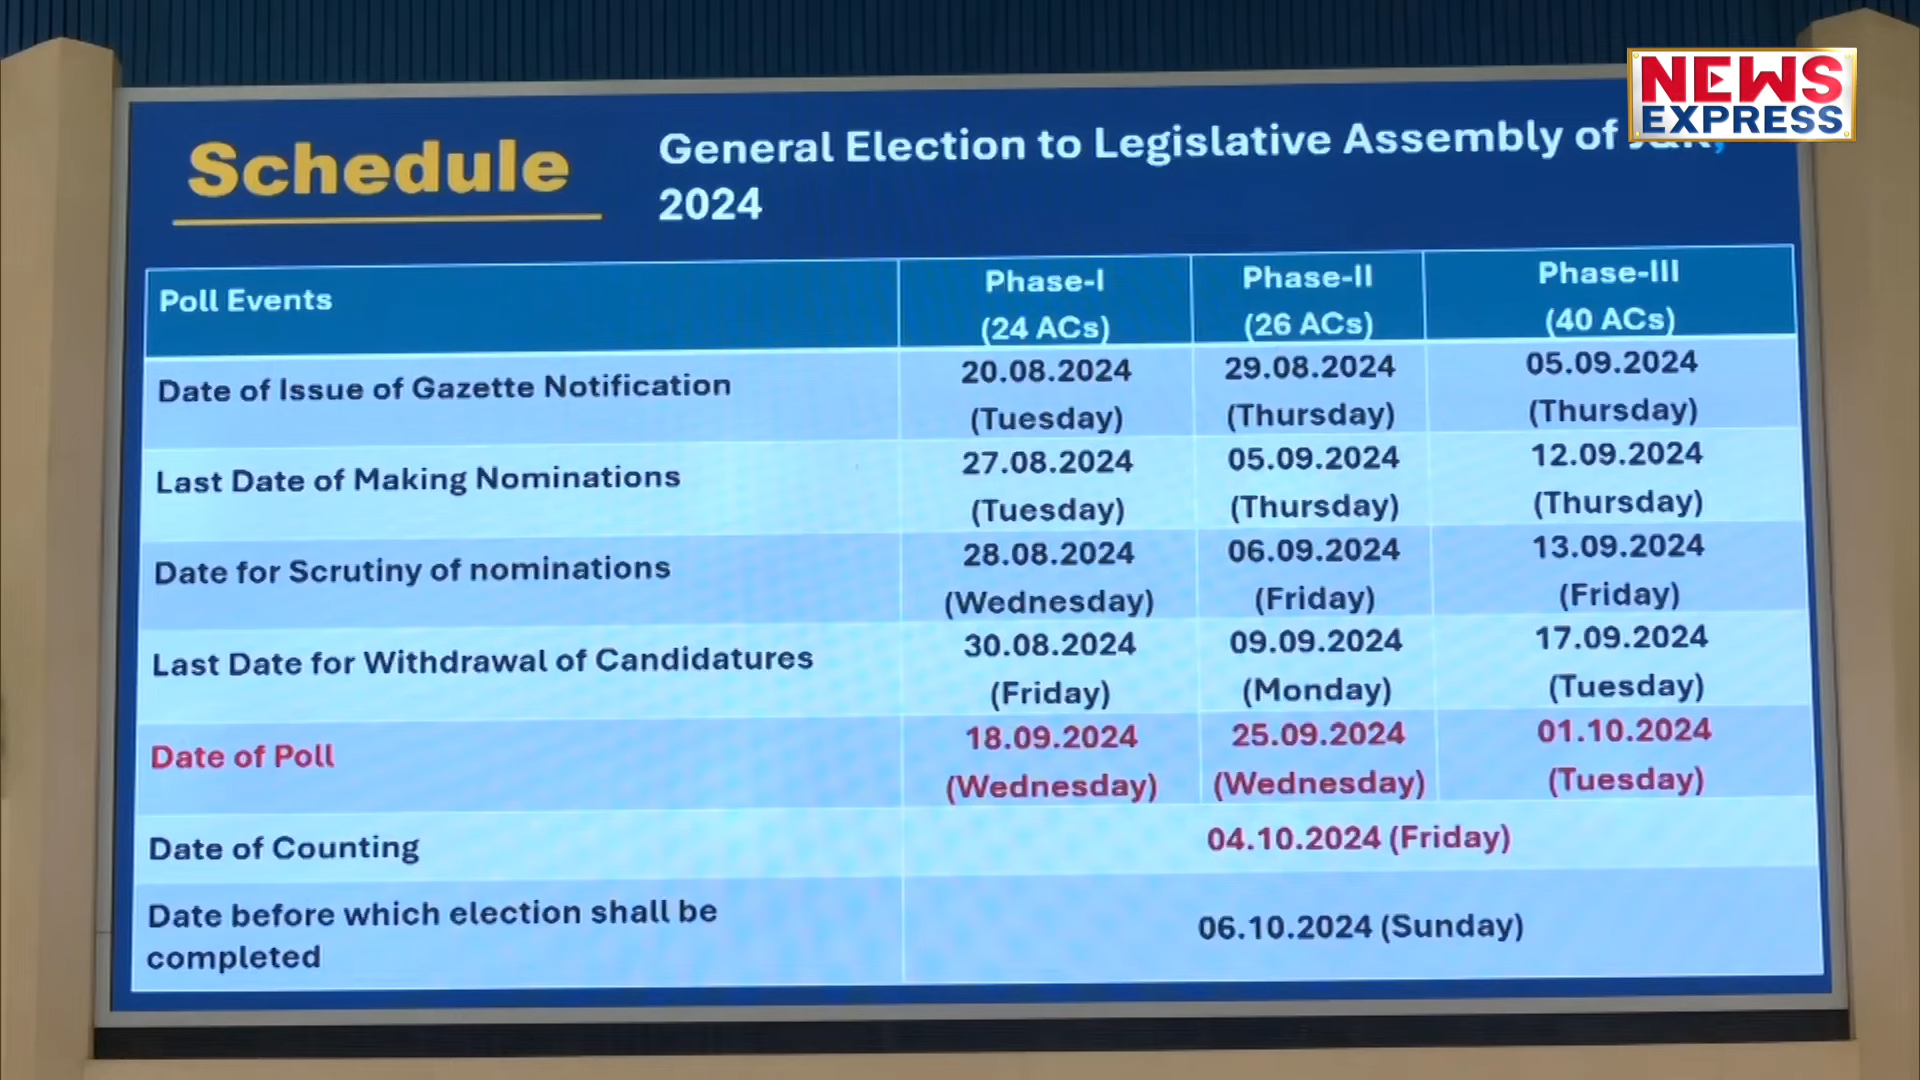 NEWS
EXPRESS
Schedule
General Election to Legislative Assembly of
2024
Poll Events
Phase-I
(24 ACs)
Phase-II
(26 ACs)
Phase-III
(40 ACs)
Date of Issue of Gazette Notification
20.08.2024
(Tuesday)
29.08.2024
(Thursday)
05.09.2024
(Thursday)
Last Date of Making Nominations
27.08.2024
(Tuesday)
05.09.2024
(Thursday)
12.09.2024
(Thursday)
Date for Scrutiny of nominations
28.08.2024
(Wednesday)
06.09.2024
(Friday)
13.09.2024
(Friday)
Last Date for Withdrawal of Candidatures
30.08.2024
(Friday)
09.09.2024
(Monday)
17.09.2024
(Tuesday)
Date of Poll
18.09.2024
(Wednesday)
25.09.2024
(Wednesday)
01.10.2024
(Tuesday)
Date of Counting
04.10.2024 (Friday)
Date before which election shall be
completed
06.10.2024 (Sunday)